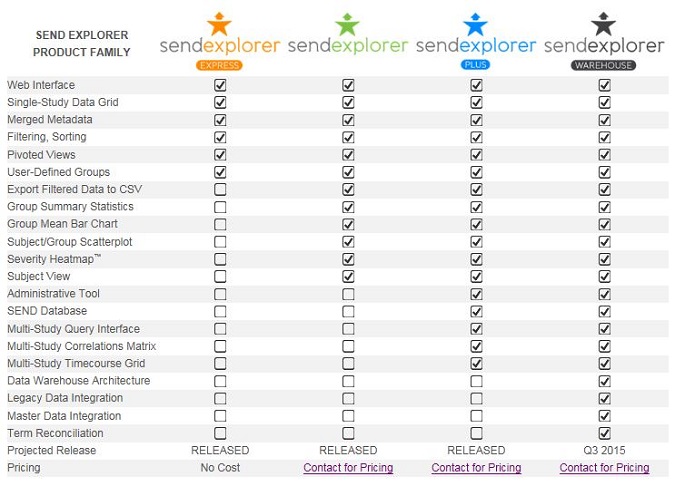 SEND EXPLORER
PRODUCT FAMILY
sendexplorer sendexplorer sendexplorer sendexplorer
EXPRESS PLUS WAREHOUSE
Web Interface
Single-Study Data Grid
Merged Metadata
Filtering, Sorting
Pivoted Views
User-Defined Groups
Export Filtered Data to CSV
Group Summary Statistics
Group Mean Bar Chart
Subject/Group Scatterplot
Severity Heatmap™
Subject View
Administrative Tool
SEND Database
Multi-Study Query Interface
Multi-Study Correlations Matrix
Multi-Study Timecourse Grid
Data Warehouse Architecture
Legacy Data Integration
Master Data Integration
Term Reconciliation
Projected Release RELEASED RELEASED RELEASED Q3 2015
Pricing No Cost Contact for Pricing Contact for Pricing Contact for Pricing